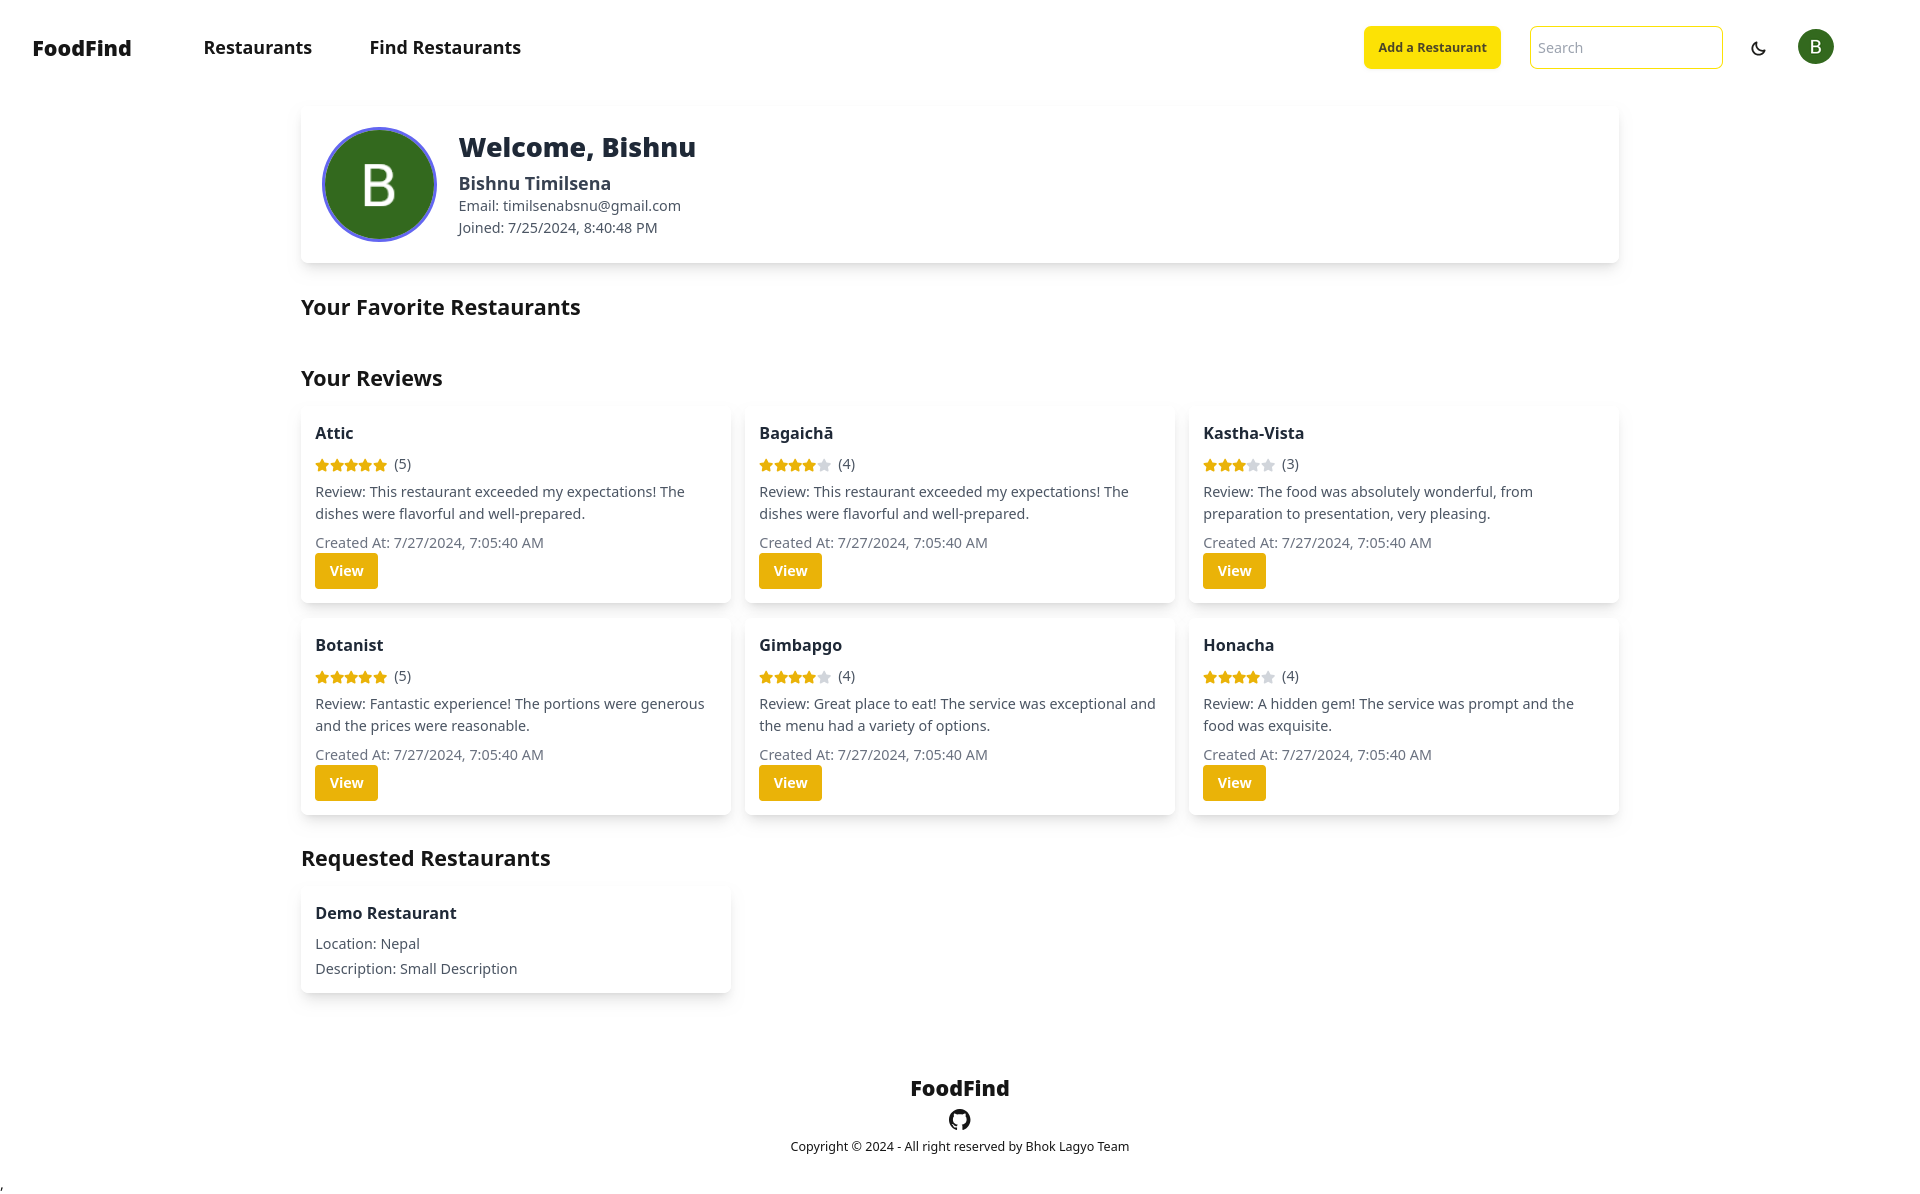 FoodFind
Restaurants
Find Restaurants
Add a Restaurant
Search
B
B
Welcome, Bishnu
Bishnu Timilsena
Email: timilsenabsnu@gmail.com
Joined: 7/25/2024, 8:40:48 PM
Your Favorite Restaurants
Your Reviews
Attic
(5)
Review: This restaurant exceeded my expectations! The
dishes were flavorful and well-prepared.
Created At: 7/27/2024, 7:05:40 AM
View
Bagaichā
(4)
Review: This restaurant exceeded my expectations! The
dishes were flavorful and well-prepared.
Created At: 7/27/2024, 7:05:40 AM
View
Kastha-Vista
(3)
Review: The food was absolutely wonderful, from
preparation to presentation, very pleasing.
Created At: 7/27/2024, 7:05:40 AM
View
Botanist
(5)
Review: Fantastic experience! The portions were generous
and the prices were reasonable.
Created At: 7/27/2024, 7:05:40 AM
View
Gimbapgo
(4)
Review: Great place to eat! The service was exceptional and
the menu had a variety of options.
Created At: 7/27/2024, 7:05:40 AM
View
Honacha
(4)
Review: A hidden gem! The service was prompt and the
food was exquisite.
Created At: 7/27/2024, 7:05:40 AM
View
Requested Restaurants
Demo Restaurant
Location: Nepal
Description: Small Description
FoodFind
Copyright © 2024 - All right reserved by Bhok Lagyo Team
,